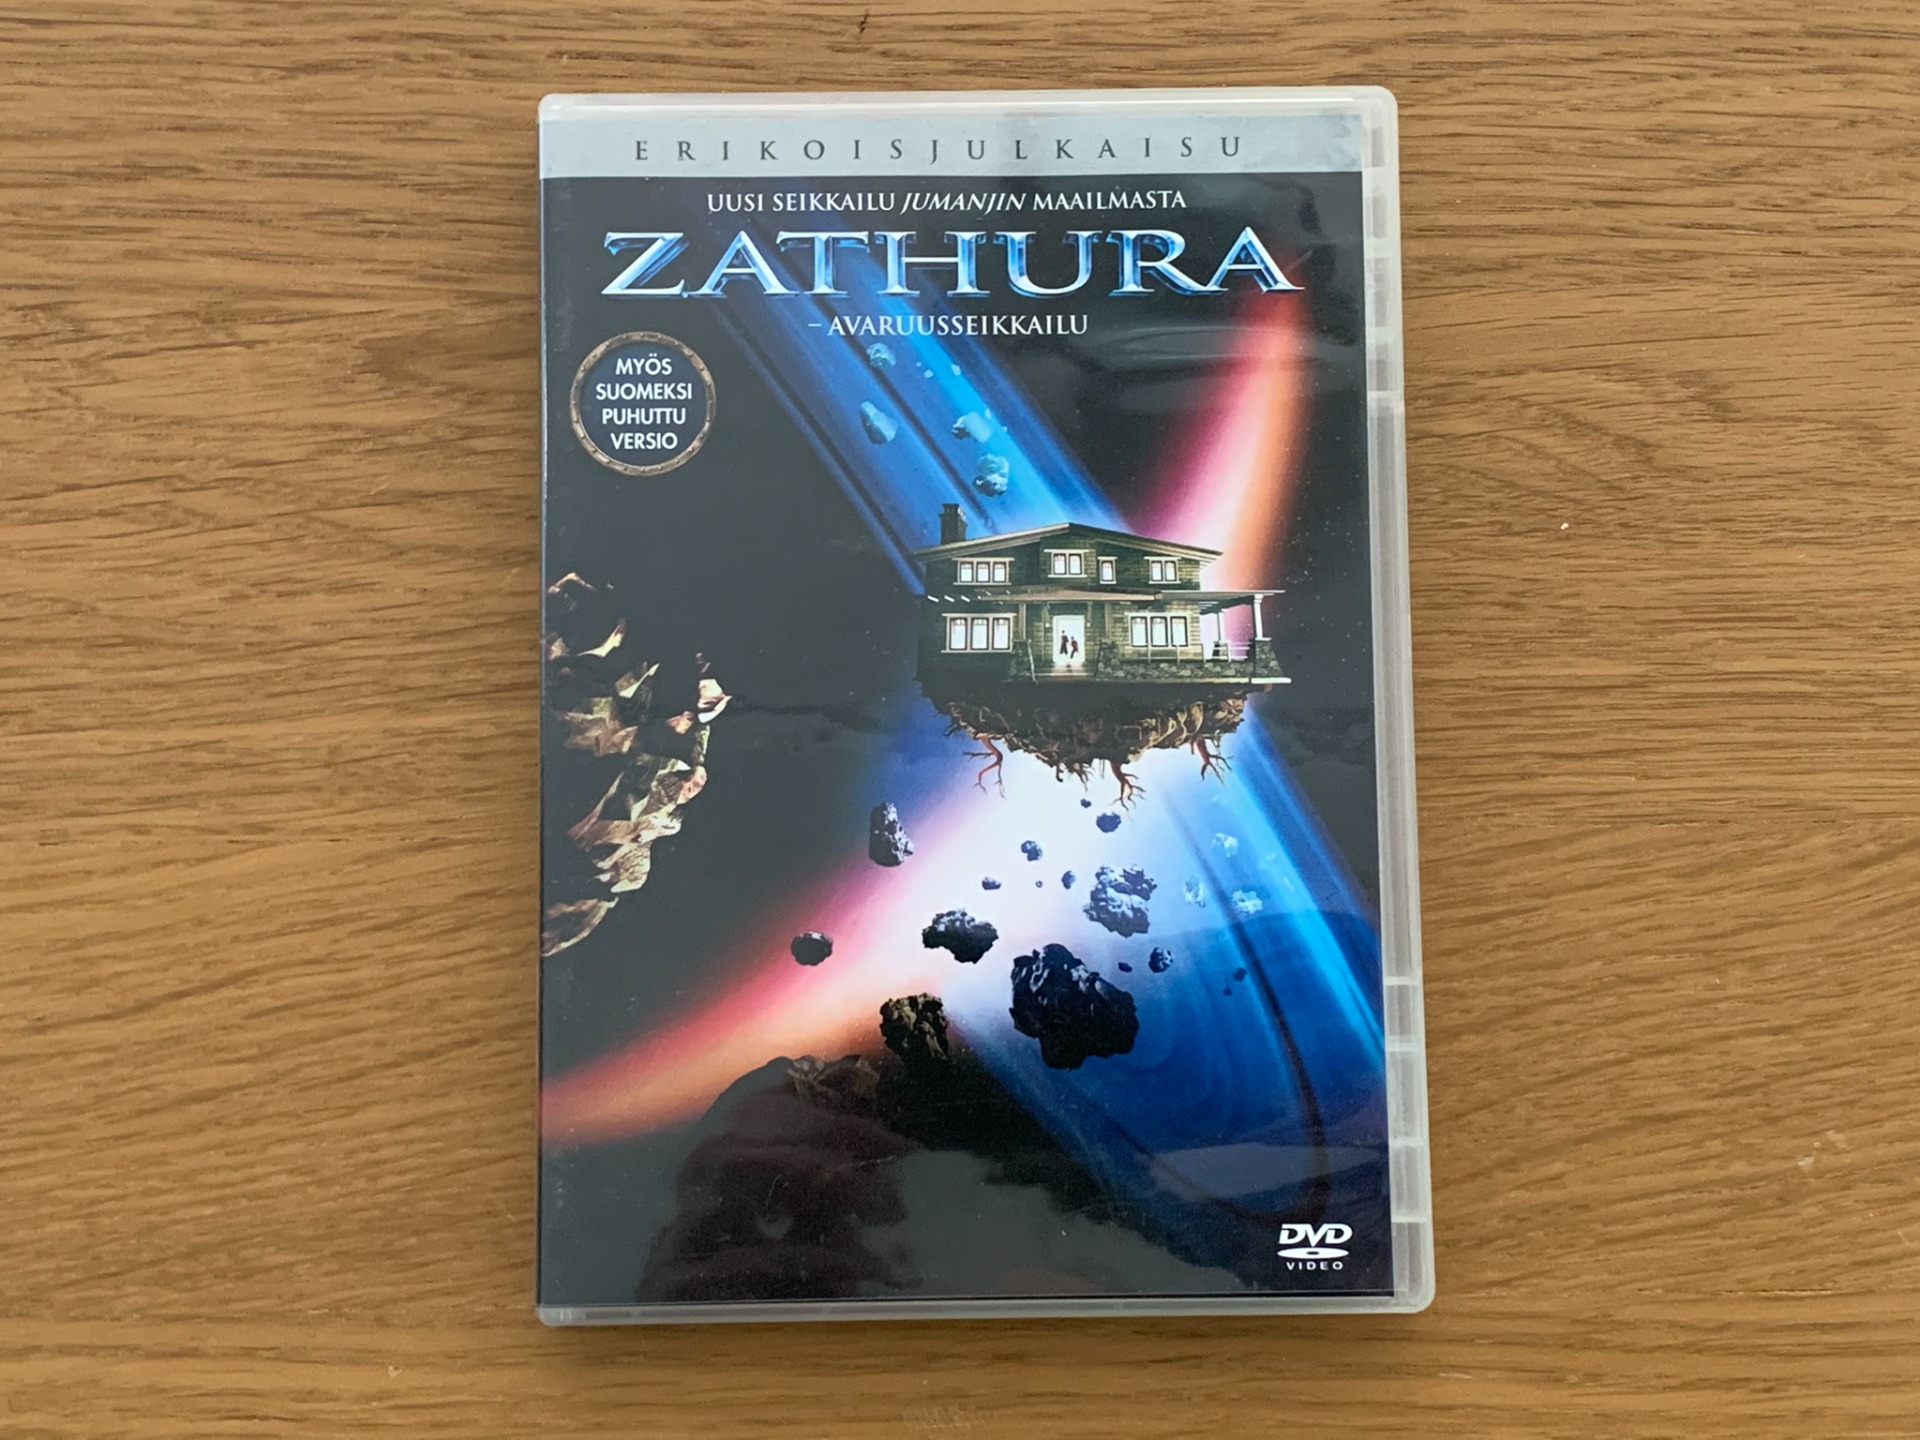 ERIKOISJULKAISU
UUSI SEIKKAILU JUMANJIN MAAILMASTA
ZATHURA
– AVARUUSSEIKKAILU
MYÖS
SUOMEKSI
PUHUTTU
VERSIO
DVD
VIDEO